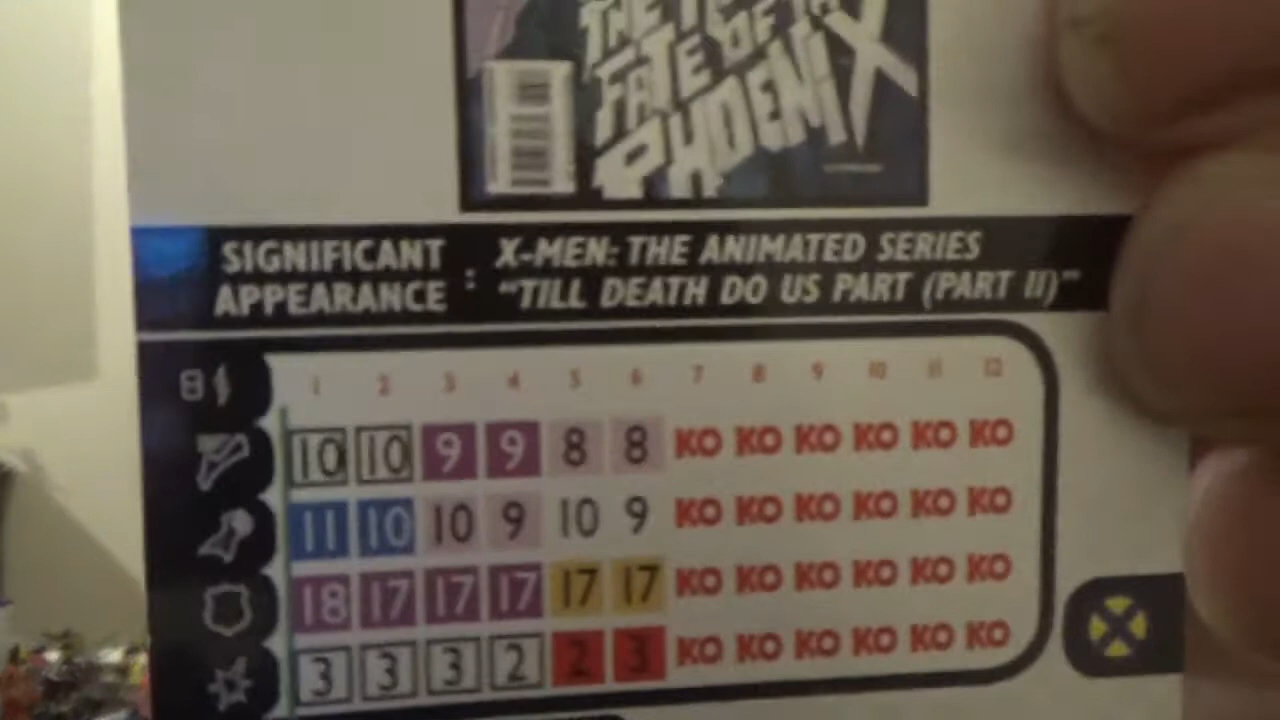 FATE OF
PHOENIX
SIGNIFICANT APPEARANCE : X-MEN: THE ANIMATED SERIES
"TILL DEATH DO US PART (PART II)"
8 1 2 3 4 5 6 7 8 9 10 11 12
10 10 9 9 8 8 KO KO KO KO KO KO
11 10 10 9 10 9 KO KO KO KO KO KO
18 17 17 17 17 17 KO KO KO KO KO KO
3 3 3 2 2 3 KO KO KO KO KO KO